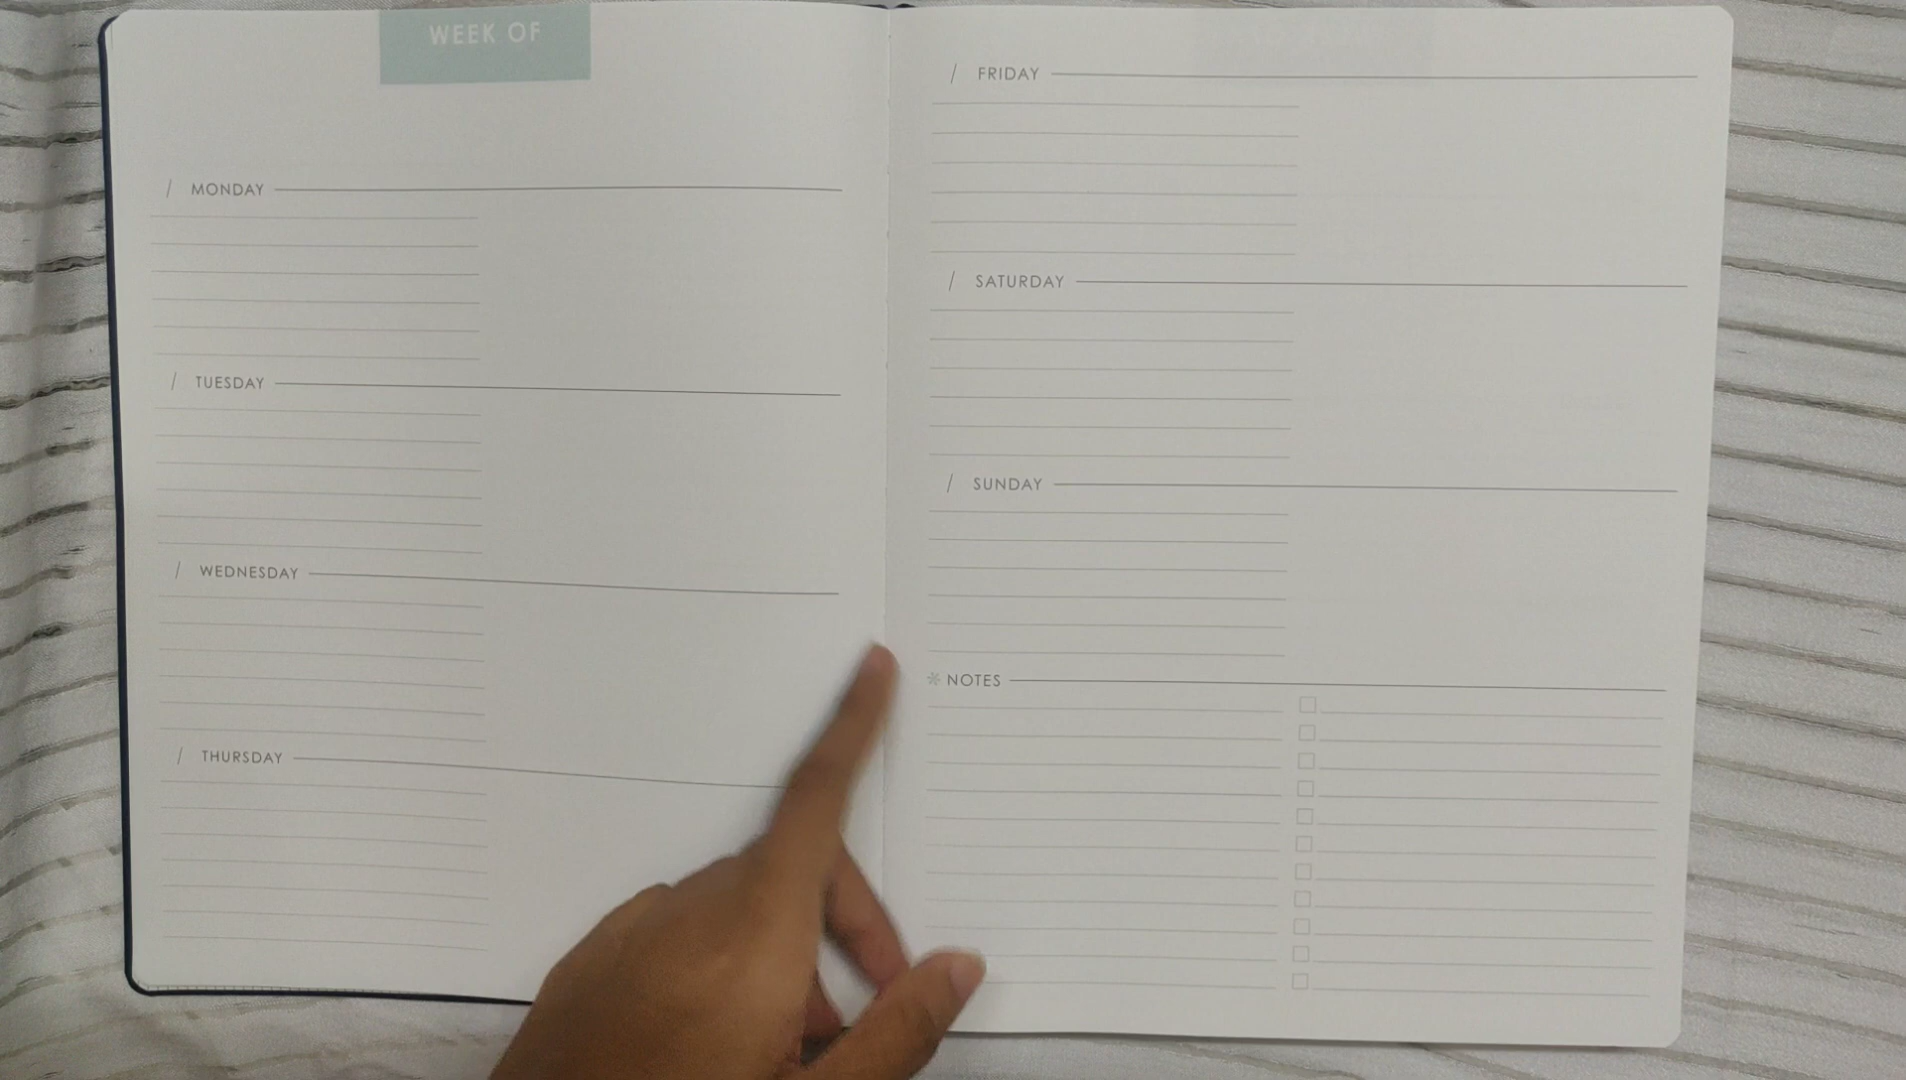 WEEK OF
/ MONDAY
/ TUESDAY
/ WEDNESDAY
/ THURSDAY
/ FRIDAY
/ SATURDAY
/ SUNDAY
* NOTES